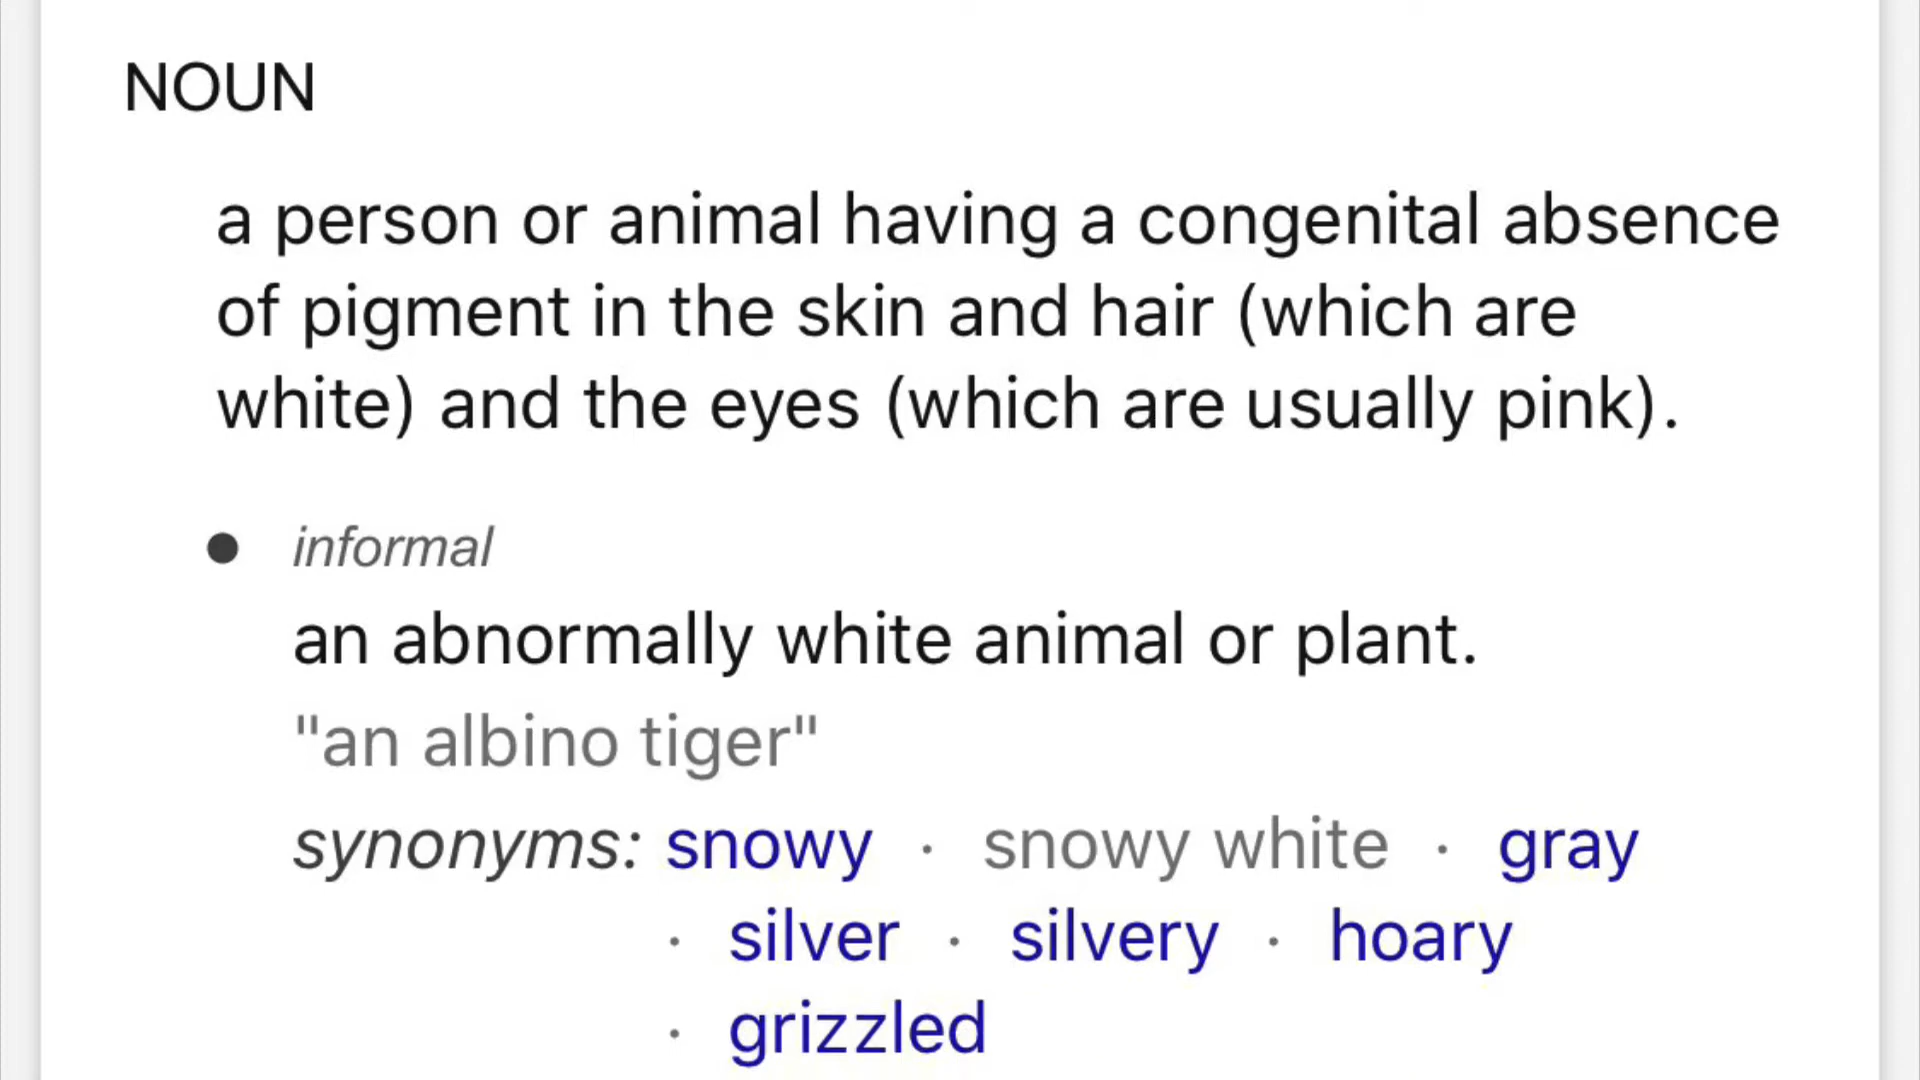 NOUN
a person or animal having a congenital absence
of pigment in the skin and hair (which are
white) and the eyes (which are usually pink).
● informal
an abnormally white animal or plant.
"an albino tiger"
synonyms: snowy · snowy white · gray
· silver · silvery · hoary
· grizzled